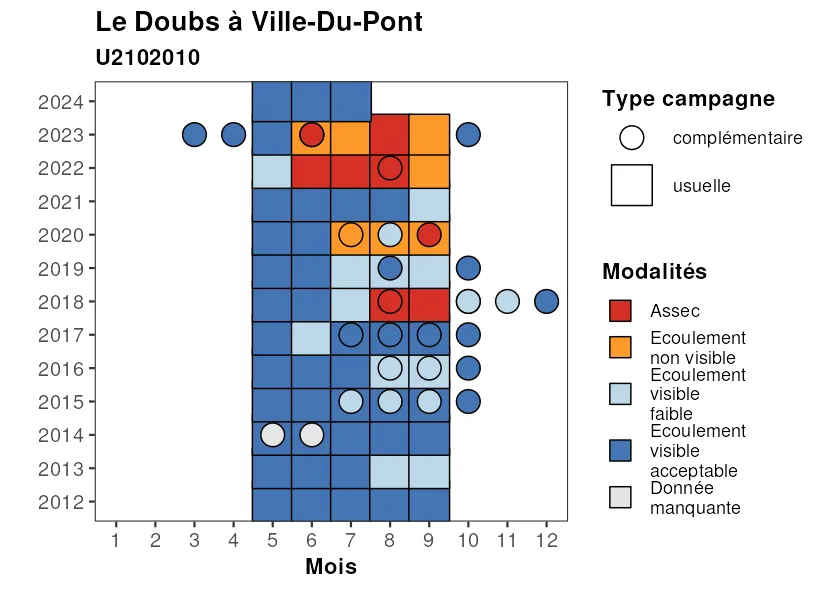 Le Doubs à Ville-Du-Pont
U2102010
2024
2023
2022
2021
2020
2019
2018
2017
2016
2015
2014
2013
2012
1 2 3 4 5 6 7 8 9 10 11 12
Mois
Type campagne
complémentaire
usuelle
Modalités
Assec
Ecoulement
non visible
Ecoulement
visible
faible
Ecoulement
visible
acceptable
Donnée
manquante